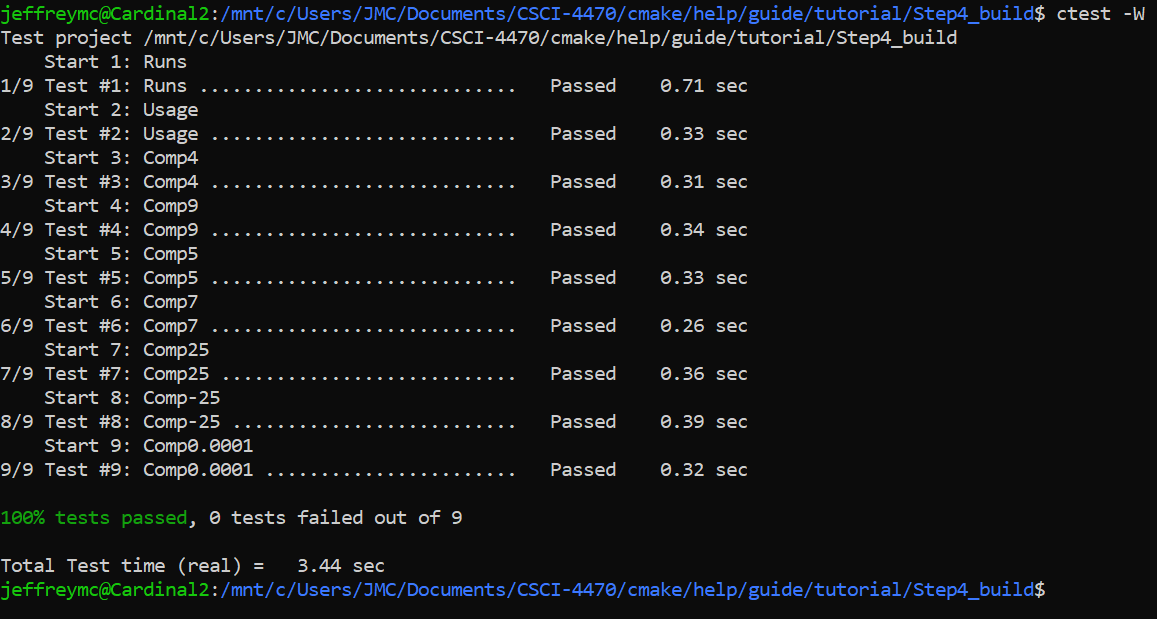 jeffreymc@Cardinal2:/mnt/c/Users/JMC/Documents/CSCI-4470/cmake/help/guide/tutorial/Step4_build$ ctest -W
Test project /mnt/c/Users/JMC/Documents/CSCI-4470/cmake/help/guide/tutorial/Step4_build
    Start 1: Runs
1/9 Test #1: Runs .............................   Passed    0.71 sec
    Start 2: Usage
2/9 Test #2: Usage ............................   Passed    0.33 sec
    Start 3: Comp4
3/9 Test #3: Comp4 ............................   Passed    0.31 sec
    Start 4: Comp9
4/9 Test #4: Comp9 ............................   Passed    0.34 sec
    Start 5: Comp5
5/9 Test #5: Comp5 ............................   Passed    0.33 sec
    Start 6: Comp7
6/9 Test #6: Comp7 ............................   Passed    0.26 sec
    Start 7: Comp25
7/9 Test #7: Comp25 ...........................   Passed    0.36 sec
    Start 8: Comp-25
8/9 Test #8: Comp-25 ..........................   Passed    0.39 sec
    Start 9: Comp0.0001
9/9 Test #9: Comp0.0001 .......................   Passed    0.32 sec

100% tests passed, 0 tests failed out of 9

Total Test time (real) =   3.44 sec
jeffreymc@Cardinal2:/mnt/c/Users/JMC/Documents/CSCI-4470/cmake/help/guide/tutorial/Step4_build$